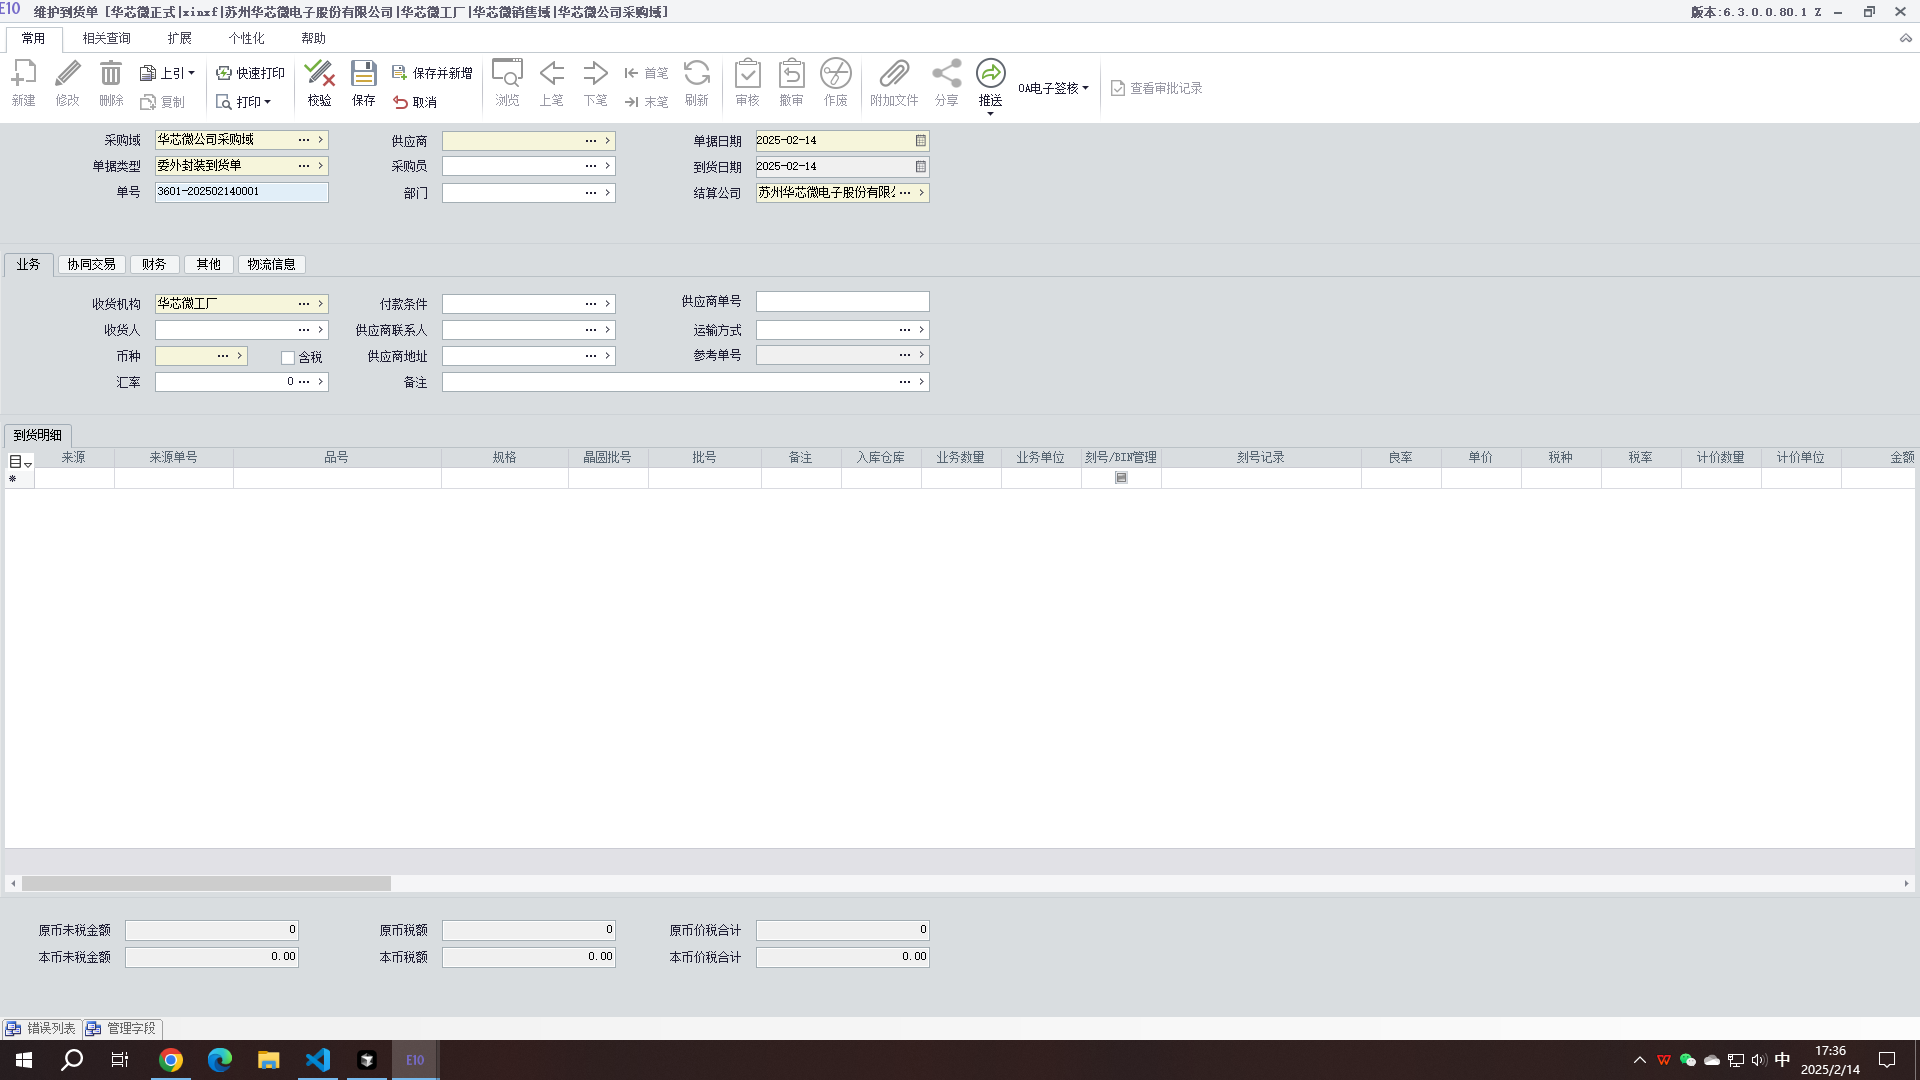 E10 维护到货单 [华芯微正式|xinxf|苏州华芯微电子股份有限公司|华芯微工厂|华芯微销售域|华芯微公司采购域] 版本:6.3.0.0.80.1 Z
常用 相关查询 扩展 个性化 帮助
新建 修改 删除 上引 复制 快速打印 打印 校验 保存 保存并新增 取消 浏览 上笔 下笔 首笔 末笔 刷新 审核 撤审 作废 附加文件 分享 推送 OA电子签核 查看审批记录
采购域 华芯微公司采购域 供应商 单据日期 2025-02-14
单据类型 委外封装到货单 采购员 到货日期 2025-02-14
单号 3601-202502140001 部门 结算公司 苏州华芯微电子股份有限
业务 协同交易 财务 其他 物流信息
收货机构 华芯微工厂 付款条件 供应商单号
收货人 供应商联系人 运输方式
币种 含税 供应商地址 参考单号
汇率 0 备注
到货明细
来源 来源单号 品号 规格 晶圆批号 批号 备注 入库仓库 业务数量 业务单位 刻号/BIN管理 刻号记录 良率 单价 税种 税率 计价数量 计价单位 金额
原币未税金额 0 原币税额 0 原币价税合计 0
本币未税金额 0.00 本币税额 0.00 本币价税合计 0.00
错误列表 管理字段
E10 中 17:36
2025/2/14